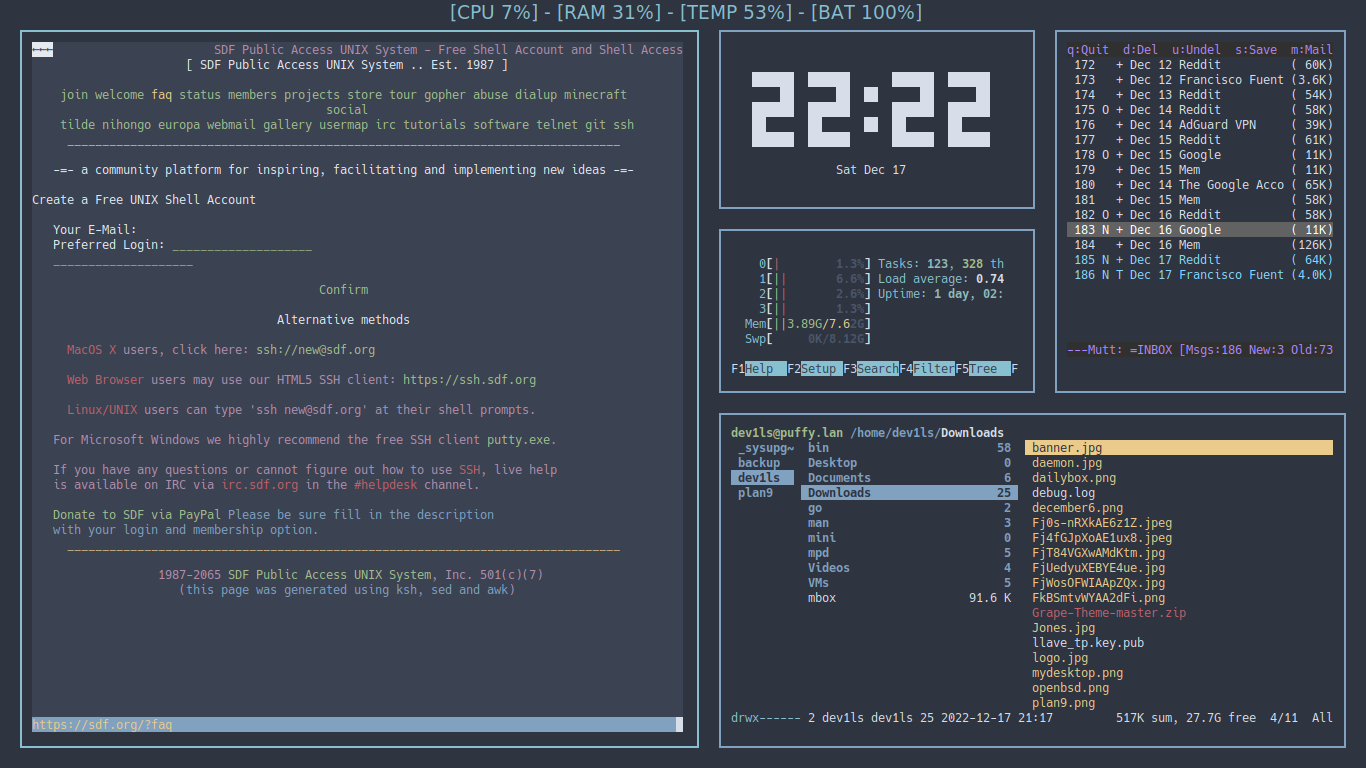 [CPU 7%] - [RAM 31%] - [TEMP 53%] - [BAT 100%]
←←← SDF Public Access UNIX System - Free Shell Account and Shell Access
[ SDF Public Access UNIX System .. Est. 1987 ]
join welcome faq status members projects store tour gopher abuse dialup minecraft
social
tilde nihongo europa webmail gallery usermap irc tutorials software telnet git ssh
-=- a community platform for inspiring, facilitating and implementing new ideas -=-
Create a Free UNIX Shell Account
Your E-Mail:
Preferred Login: ____________________
____________________
Confirm
Alternative methods
MacOS X users, click here: ssh://new@sdf.org
Web Browser users may use our HTML5 SSH client: https://ssh.sdf.org
Linux/UNIX users can type 'ssh new@sdf.org' at their shell prompts.
For Microsoft Windows we highly recommend the free SSH client putty.exe.
If you have any questions or cannot figure out how to use SSH, live help
is available on IRC via irc.sdf.org in the #helpdesk channel.
Donate to SDF via PayPal Please be sure fill in the description
with your login and membership option.
1987-2065 SDF Public Access UNIX System, Inc. 501(c)(7)
(this page was generated using ksh, sed and awk)
https://sdf.org/?faq
22:22
Sat Dec 17
0[| 1.3%] Tasks: 123, 328 th
1[|| 6.6%] Load average: 0.74
2[|| 2.6%] Uptime: 1 day, 02:
3[|| 1.3%]
Mem[||3.89G/7.62G]
Swp[ 0K/8.12G]
F1Help F2Setup F3SearchF4FilterF5Tree F
q:Quit d:Del u:Undel s:Save m:Mail
172 + Dec 12 Reddit ( 60K)
173 + Dec 12 Francisco Fuent (3.6K)
174 + Dec 13 Reddit ( 54K)
175 O + Dec 14 Reddit ( 58K)
176 + Dec 14 AdGuard VPN ( 39K)
177 + Dec 15 Reddit ( 61K)
178 O + Dec 15 Google ( 11K)
179 + Dec 15 Mem ( 11K)
180 + Dec 14 The Google Acco ( 65K)
181 + Dec 15 Mem ( 58K)
182 O + Dec 16 Reddit ( 58K)
183 N + Dec 16 Google ( 11K)
184 + Dec 16 Mem (126K)
185 N + Dec 17 Reddit ( 64K)
186 N T Dec 17 Francisco Fuent (4.0K)
---Mutt: =INBOX [Msgs:186 New:3 Old:73
dev1ls@puffy.lan /home/dev1ls/Downloads
_sysupg~ bin 58 banner.jpg
backup Desktop 0 daemon.jpg
dev1ls Documents 6 dailybox.png
plan9 Downloads 25 debug.log
go 2 december6.png
man 3 Fj0s-nRXkAE6z1Z.jpeg
mini 0 Fj4fGJpXoAE1ux8.jpeg
mpd 5 FjT84VGXwAMdKtm.jpg
Videos 4 FjUedyuXEBYE4ue.jpg
VMs 5 FjWosOFWIAApZQx.jpg
mbox 91.6 K FkBSmtvWYAA2dFi.png
Grape-Theme-master.zip
Jones.jpg
llave_tp.key.pub
logo.jpg
mydesktop.png
openbsd.png
plan9.png
drwx------ 2 dev1ls dev1ls 25 2022-12-17 21:17 517K sum, 27.7G free 4/11 All